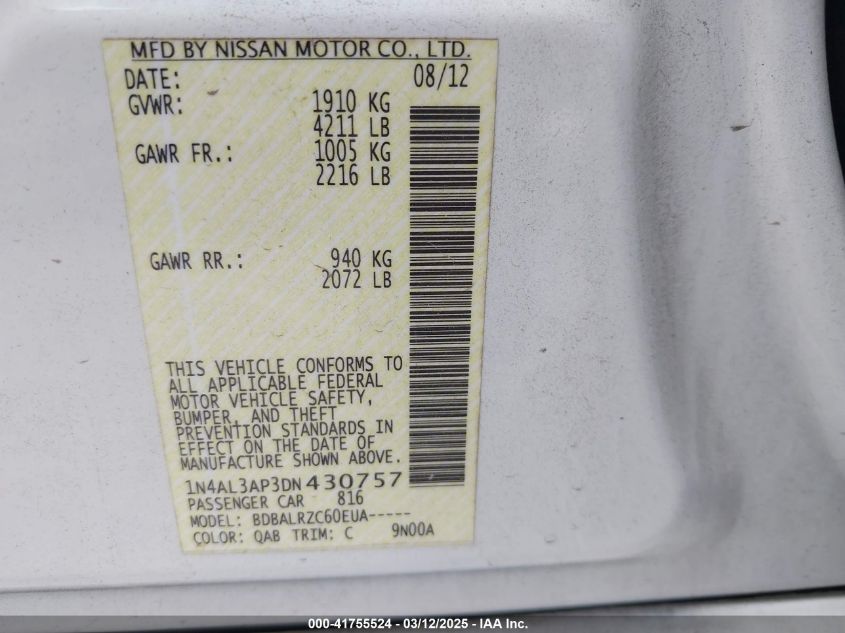 MFD BY NISSAN MOTOR CO., LTD.
DATE: 08/12
GVWR: 1910 KG
4211 LB
GAWR FR.: 1005 KG
2216 LB
GAWR RR.: 940 KG
2072 LB
THIS VEHICLE CONFORMS TO
ALL APPLICABLE FEDERAL
MOTOR VEHICLE SAFETY,
BUMPER, AND THEFT
PREVENTION STANDARDS IN
EFFECT ON THE DATE OF
MANUFACTURE SHOWN ABOVE.
1N4AL3AP3DN430757
PASSENGER CAR 816
MODEL: BDBALRZC60EUA-----
COLOR: QAB TRIM: C 9N00A
000-41755524 - 03/12/2025 - IAA Inc.